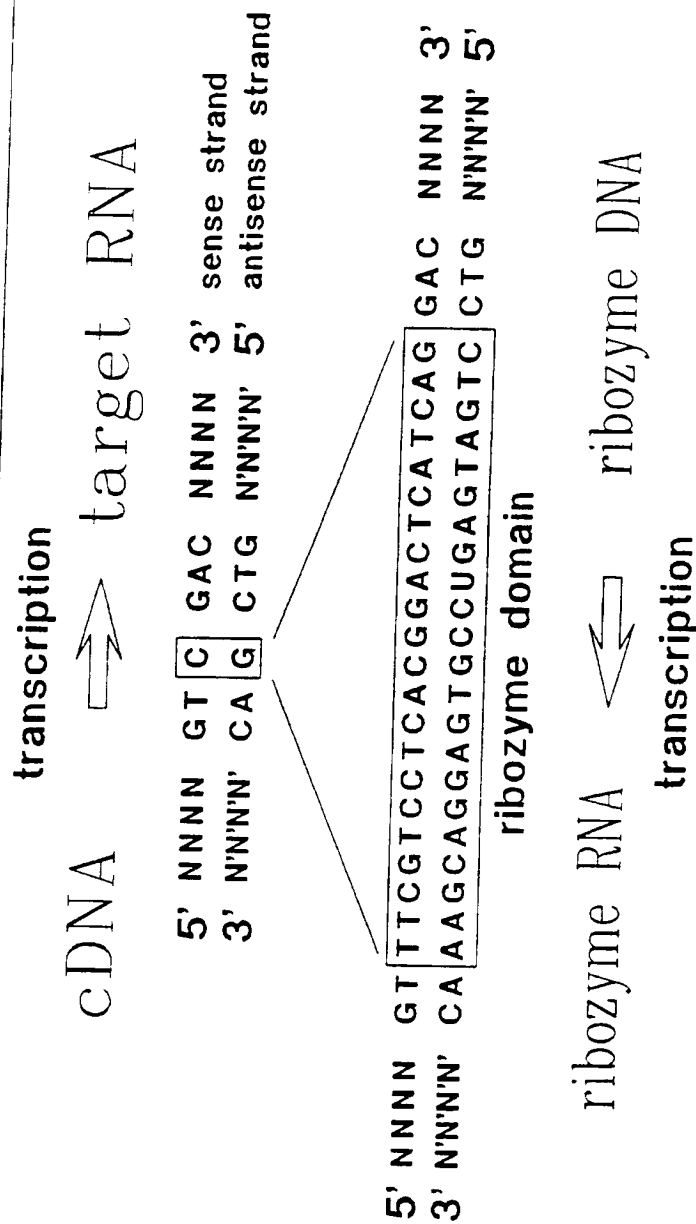 transcription
cDNA ⇒ target RNA
5' NNNN GT C GAC NNNN 3' sense strand
3' N'N'N'N' CA G CTG N'N'N'N' 5' antisense strand
5' NNNN GT TTCGTCCTCACGGACTCATCAG GAC NNNN 3'
3' N'N'N'N' CA AAGCAGGAGTGCCUGAGTAGTC CTG N'N'N'N' 5'
ribozyme domain
ribozyme RNA ⇐ ribozyme DNA
transcription